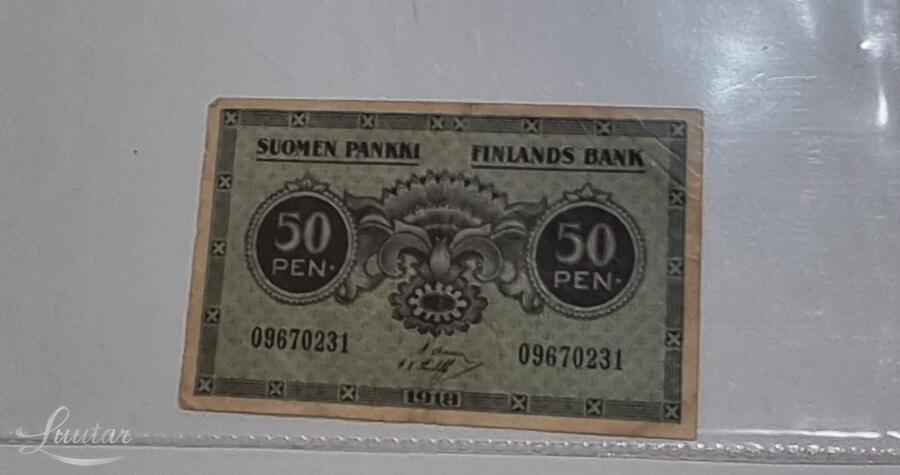 SUOMEN PANKKI FINLANDS BANK
50 50
PEN· PEN·
09670231 09670231
1918
Luutar